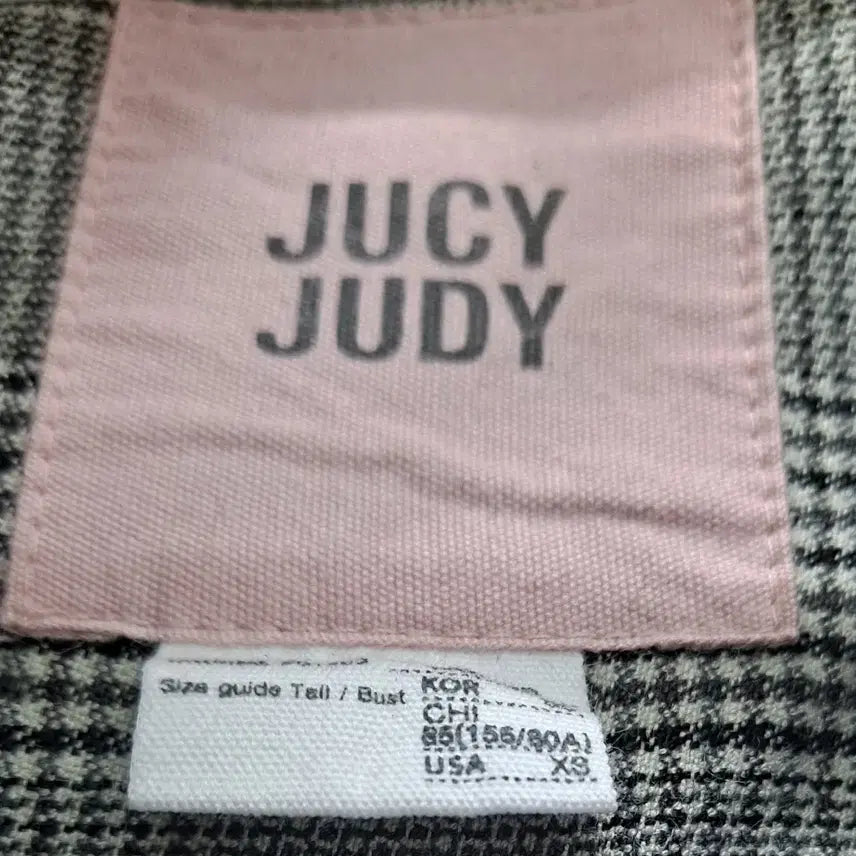 JUCY
JUDY
Size guide Tall / Bust
KOR
CHI
85(155/80A)
USA XS